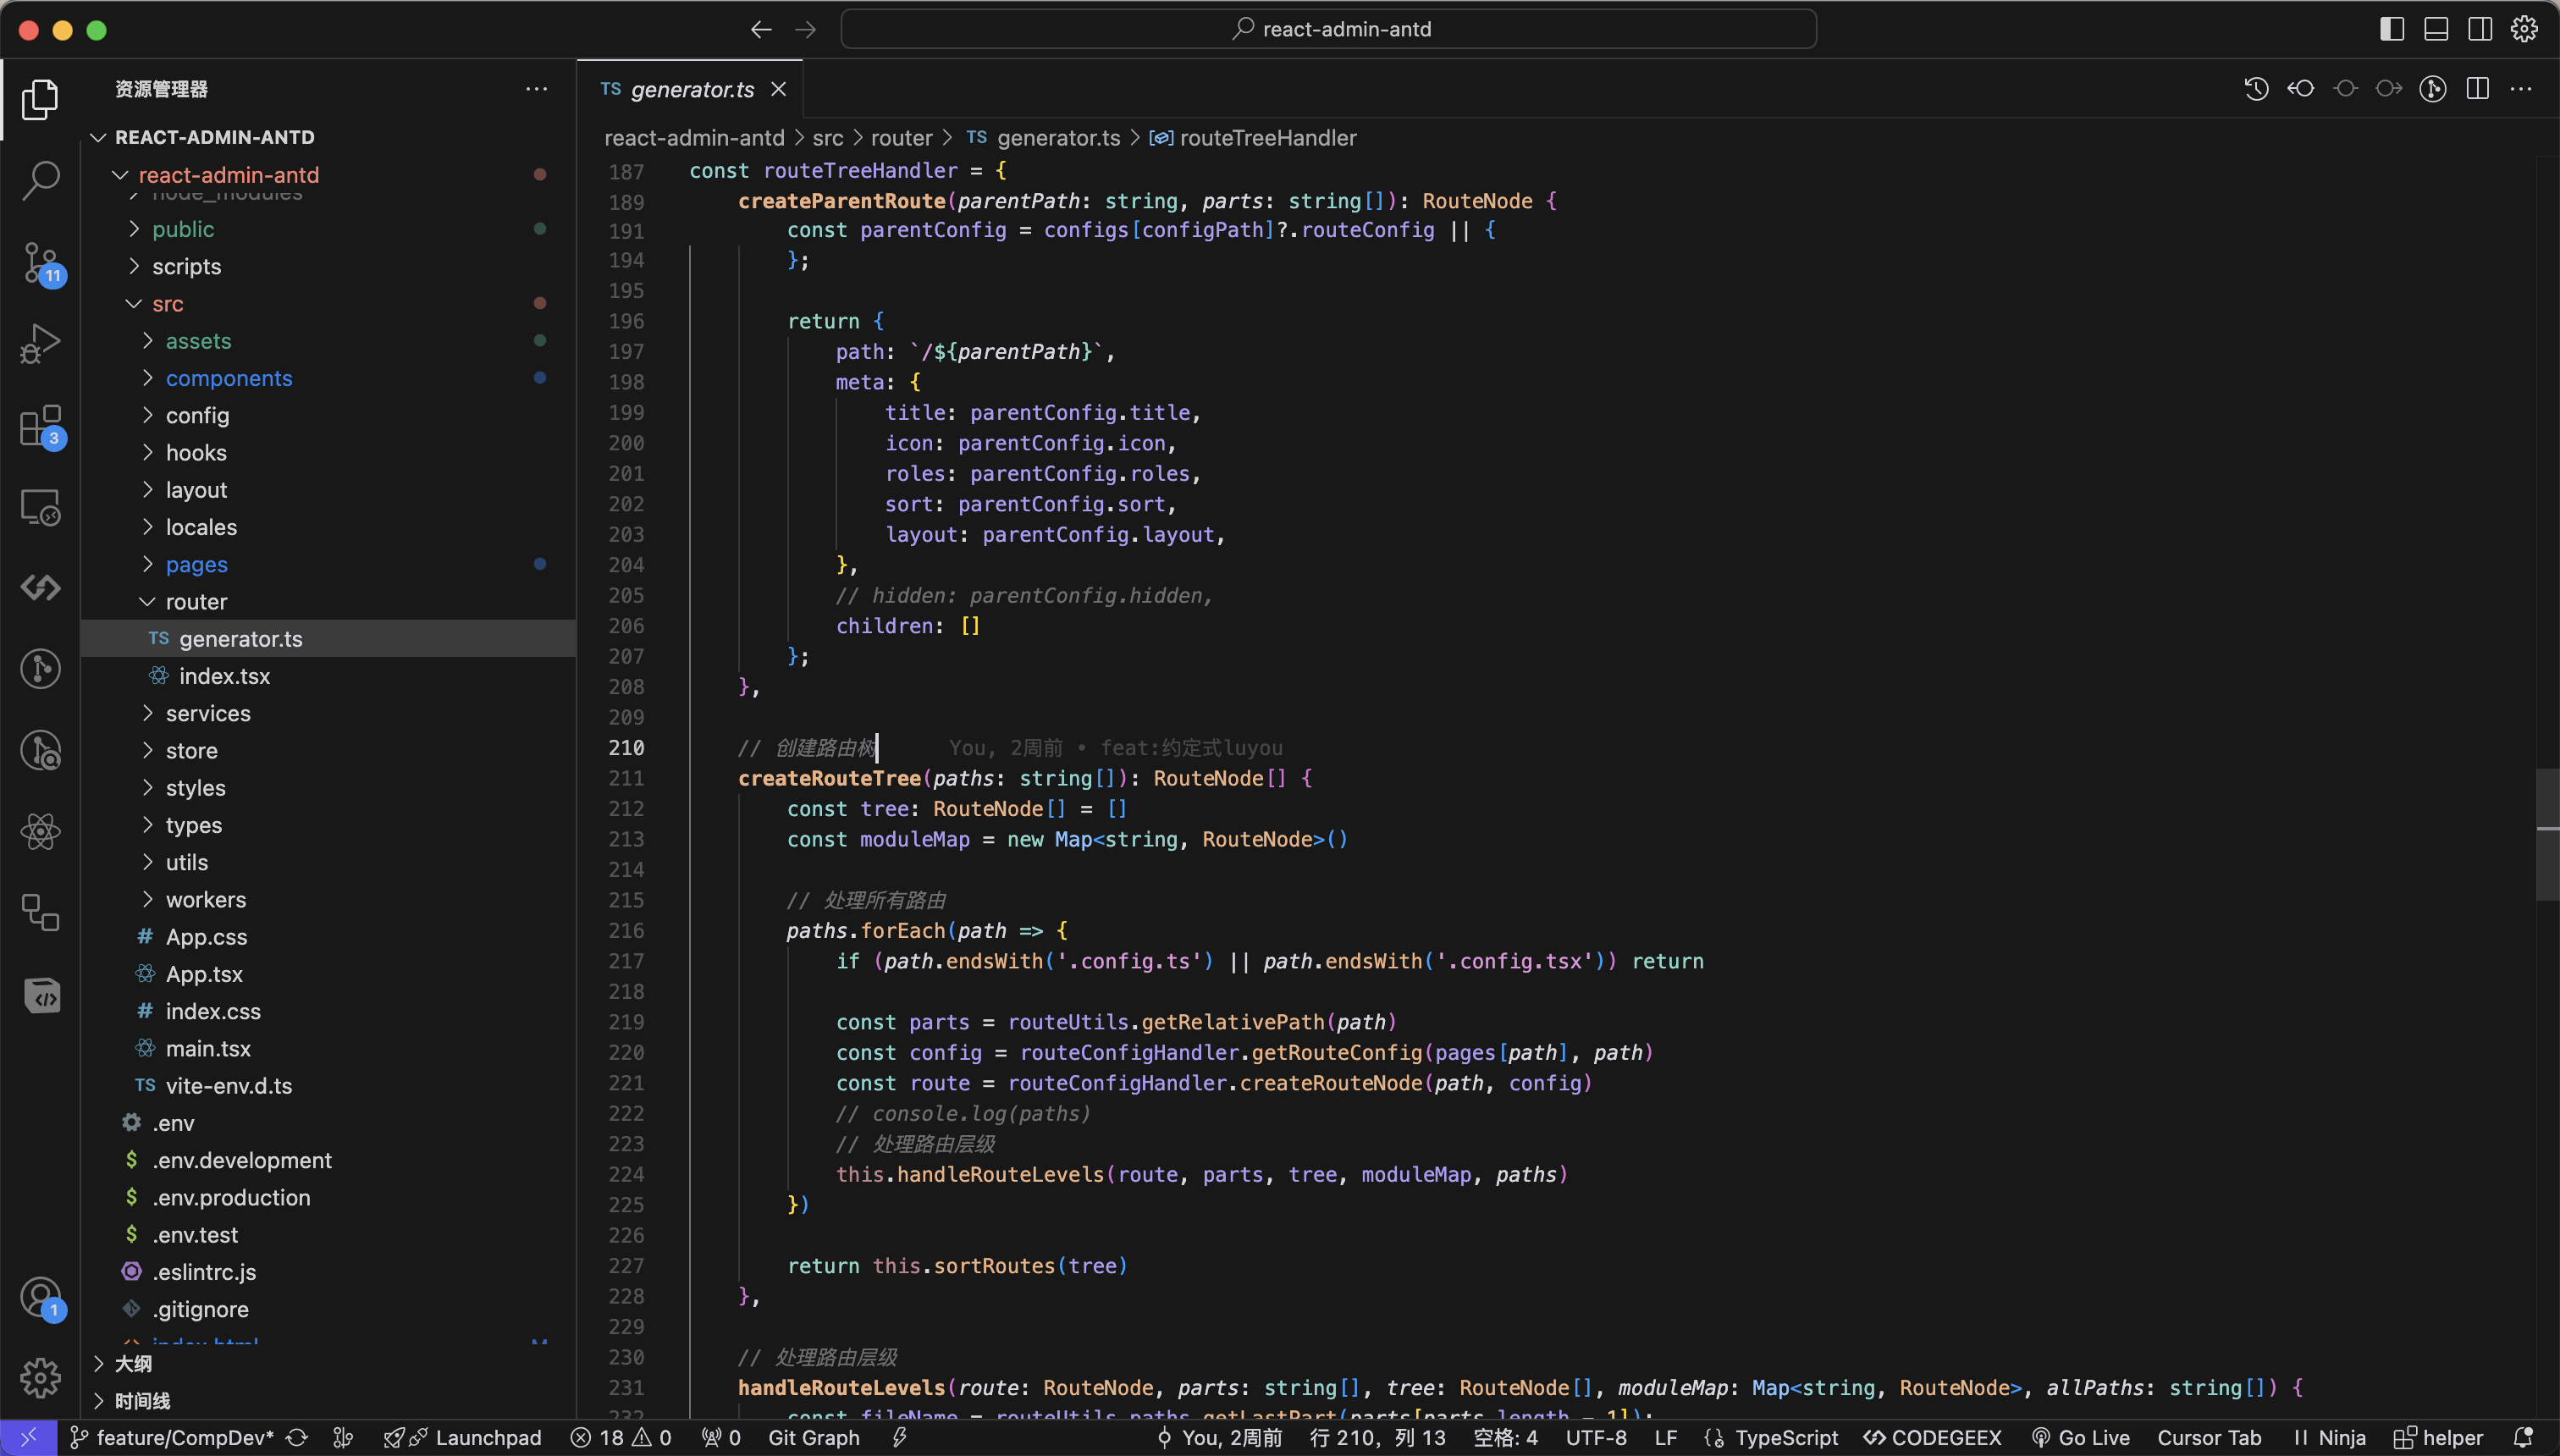 react-admin-antd
资源管理器
REACT-ADMIN-ANTD
react-admin-antd
node_modules
public
scripts
src
assets
components
config
hooks
layout
locales
pages
router
TS generator.ts
index.tsx
services
store
styles
types
utils
workers
# App.css
App.tsx
# index.css
main.tsx
TS vite-env.d.ts
.env
$ .env.development
$ .env.production
$ .env.test
.eslintrc.js
.gitignore
index.html M
大纲
时间线
11
3
1
TS generator.ts
react-admin-antd > src > router > TS generator.ts > routeTreeHandler
187 const routeTreeHandler = {
189 createParentRoute(parentPath: string, parts: string[]): RouteNode {
191 const parentConfig = configs[configPath]?.routeConfig || {
194 };
195
196 return {
197 path: `/${parentPath}`,
198 meta: {
199 title: parentConfig.title,
200 icon: parentConfig.icon,
201 roles: parentConfig.roles,
202 sort: parentConfig.sort,
203 layout: parentConfig.layout,
204 },
205 // hidden: parentConfig.hidden,
206 children: []
207 };
208 },
209
210 // 创建路由树 You, 2周前 • feat:约定式luyou
211 createRouteTree(paths: string[]): RouteNode[] {
212 const tree: RouteNode[] = []
213 const moduleMap = new Map<string, RouteNode>()
214
215 // 处理所有路由
216 paths.forEach(path => {
217 if (path.endsWith('.config.ts') || path.endsWith('.config.tsx')) return
218
219 const parts = routeUtils.getRelativePath(path)
220 const config = routeConfigHandler.getRouteConfig(pages[path], path)
221 const route = routeConfigHandler.createRouteNode(path, config)
222 // console.log(paths)
223 // 处理路由层级
224 this.handleRouteLevels(route, parts, tree, moduleMap, paths)
225 })
226
227 return this.sortRoutes(tree)
228 },
229
230 // 处理路由层级
231 handleRouteLevels(route: RouteNode, parts: string[], tree: RouteNode[], moduleMap: Map<string, RouteNode>, allPaths: string[]) {
232 const fileName = routeUtils.paths.getLastPart(parts[parts.length - 1]);
feature/CompDev* Launchpad 18 0 0 Git Graph You, 2周前 行 210，列 13 空格: 4 UTF-8 LF TypeScript CODEGEEX Go Live Cursor Tab Ninja helper